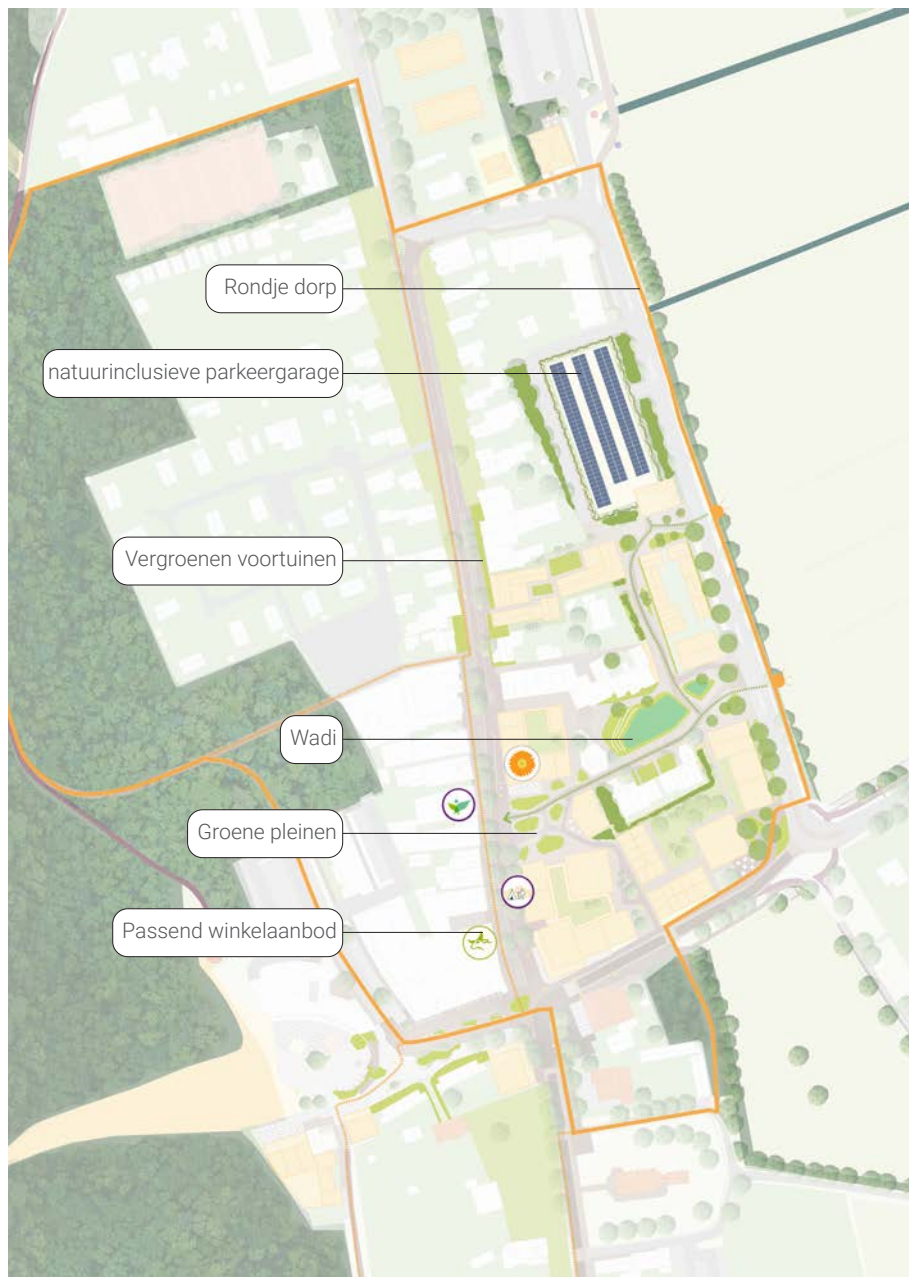 Rondje dorp
natuurinclusieve parkeergarage
Vergroenen voortuinen
Wadi
Groene pleinen
Passend winkelaanbod